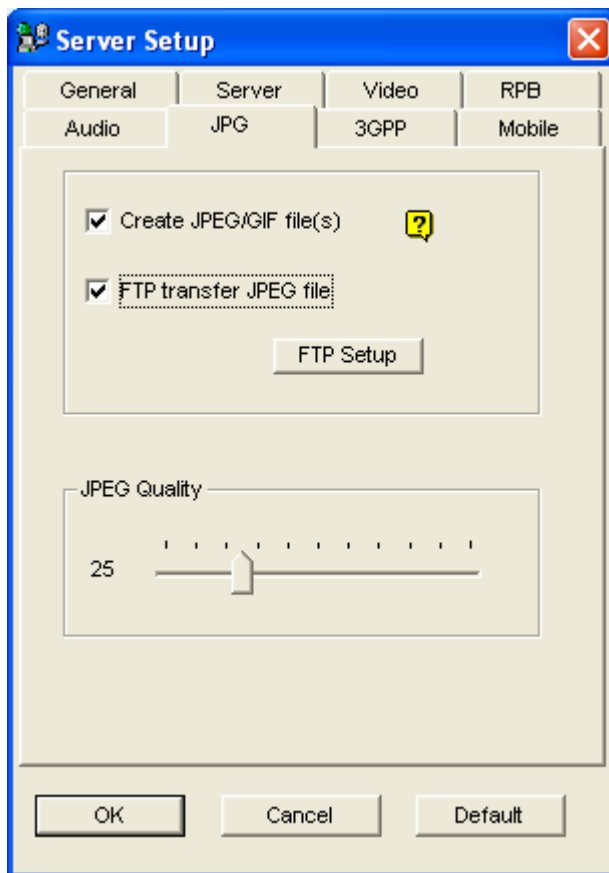 Server Setup
General Server Video RPB
Audio JPG 3GPP Mobile
Create JPEG/GIF file(s) ?
FTP transfer JPEG file
FTP Setup
JPEG Quality
25
OK Cancel Default